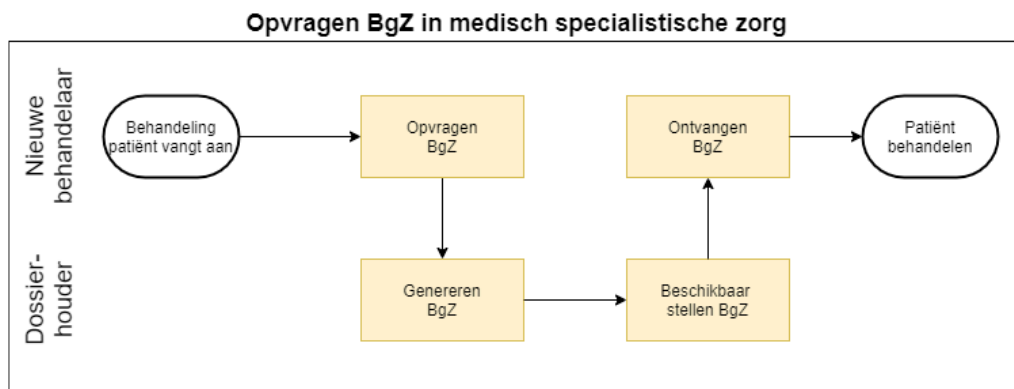 Opvragen BgZ in medisch specialistische zorg
Nieuwe
behandelaar
Behandeling
patiënt vangt aan
Opvragen
BgZ
Ontvangen
BgZ
Patiënt
behandelen
Dossier-
houder
Genereren
BgZ
Beschikbaar
stellen BgZ